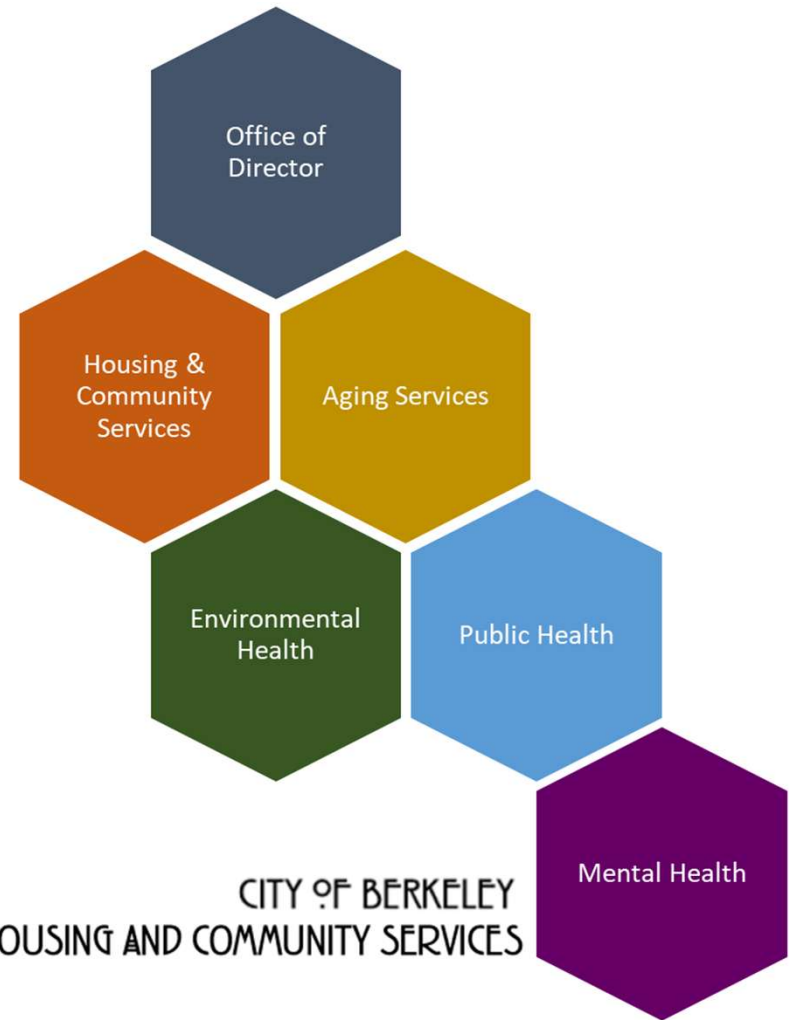 Office of
Director
Housing &
Community
Services
Aging Services
Environmental
Health
Public Health
Mental Health
CITY OF BERKELEY
AND COMMUNITY SERVICES